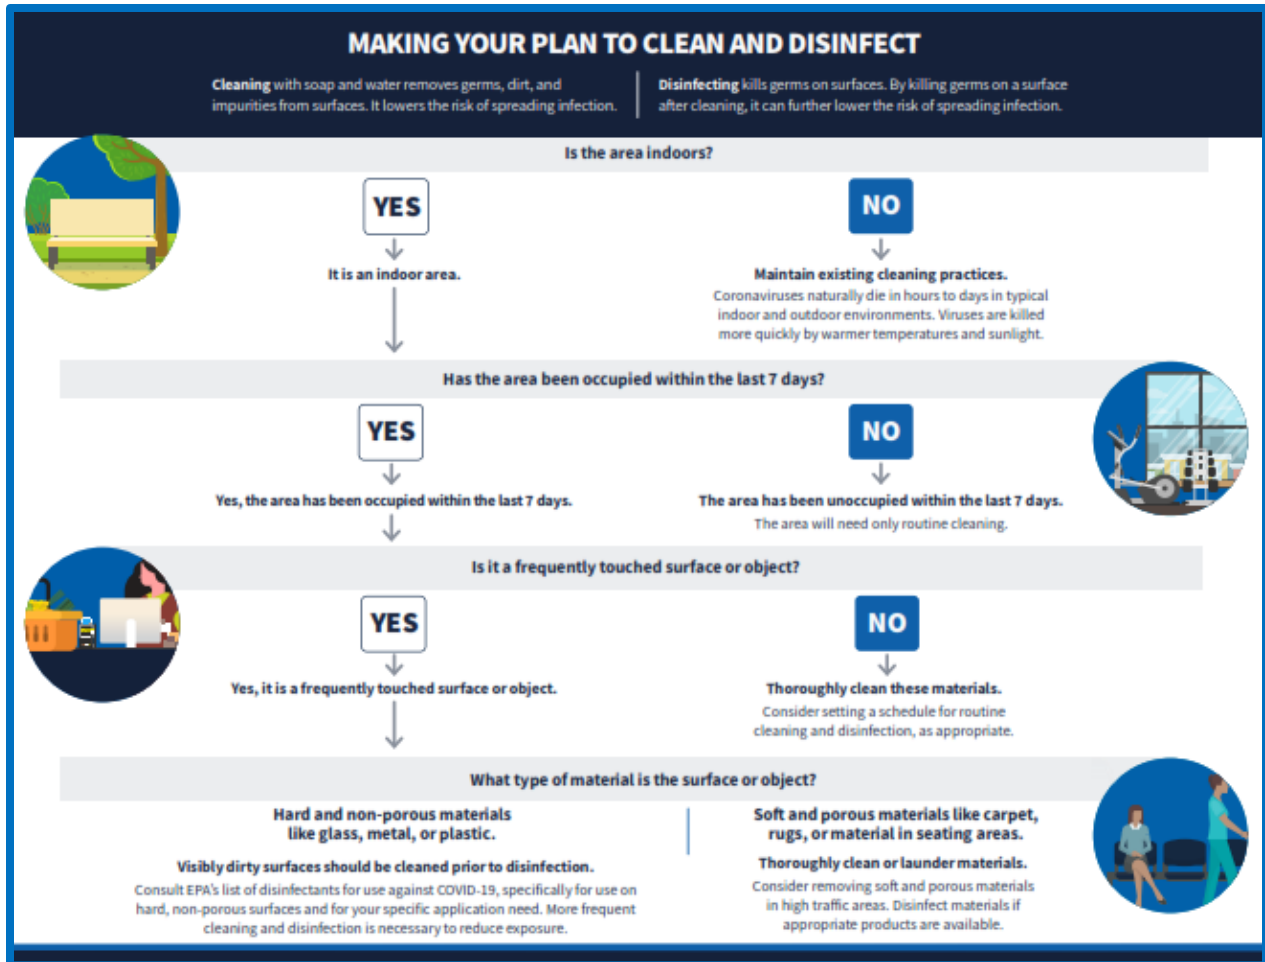 MAKING YOUR PLAN TO CLEAN AND DISINFECT
Cleaning with soap and water removes germs, dirt, and
impurities from surfaces. It lowers the risk of spreading infection.
Disinfecting kills germs on surfaces. By killing germs on a surface
after cleaning, it can further lower the risk of spreading infection.
Is the area indoors?
YES
It is an indoor area.
NO
Maintain existing cleaning practices.
Coronaviruses naturally die in hours to days in typical
indoor and outdoor environments. Viruses are killed
more quickly by warmer temperatures and sunlight.
Has the area been occupied within the last 7 days?
YES
Yes, the area has been occupied within the last 7 days.
NO
The area has been unoccupied within the last 7 days.
The area will need only routine cleaning.
Is it a frequently touched surface or object?
YES
Yes, it is a frequently touched surface or object.
NO
Thoroughly clean these materials.
Consider setting a schedule for routine
cleaning and disinfection, as appropriate.
What type of material is the surface or object?
Hard and non-porous materials
like glass, metal, or plastic.
Visibly dirty surfaces should be cleaned prior to disinfection.
Consult EPA's list of disinfectants for use against COVID-19, specifically for use on
hard, non-porous surfaces and for your specific application need. More frequent
cleaning and disinfection is necessary to reduce exposure.
Soft and porous materials like carpet,
rugs, or material in seating areas.
Thoroughly clean or launder materials.
Consider removing soft and porous materials
in high traffic areas. Disinfect materials if
appropriate products are available.